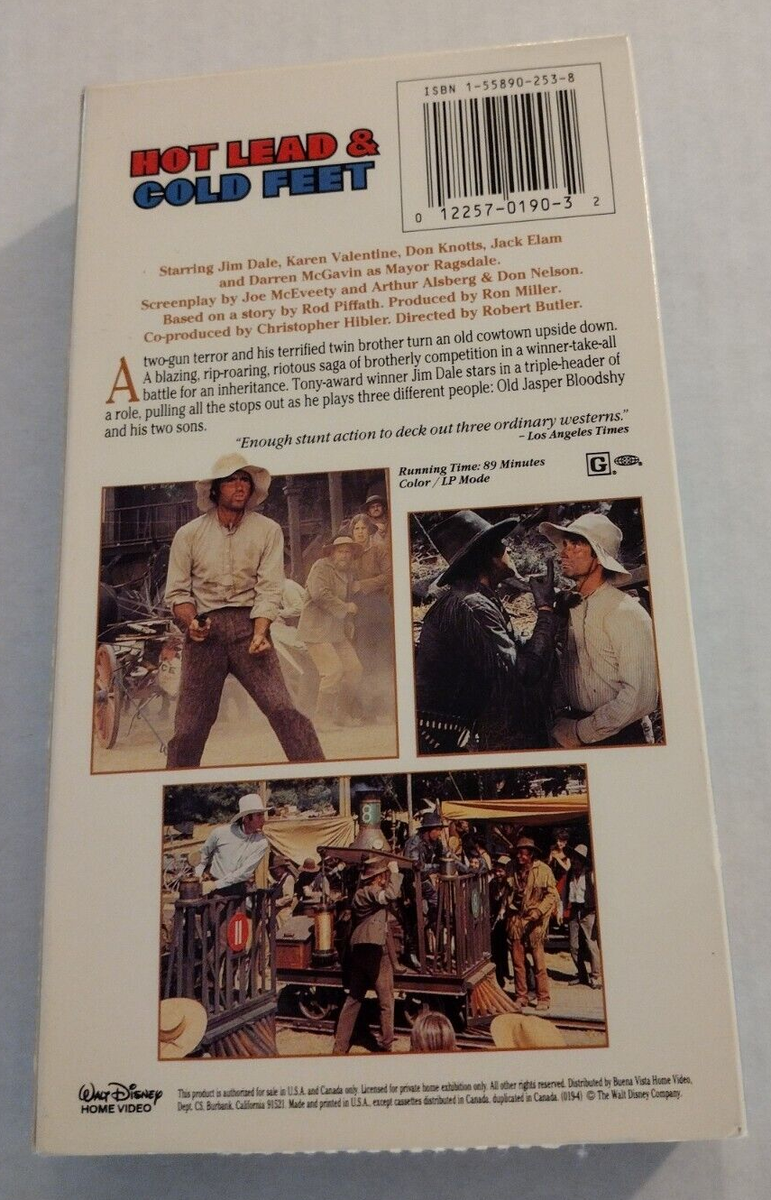 HOT LEAD &
COLD FEET
ISBN 1-55890-253-8
0 12257-0190-3 2
Starring Jim Dale, Karen Valentine, Don Knotts, Jack Elam
and Darren McGavin as Mayor Ragsdale.
Screenplay by Joe McEveety and Arthur Alsberg & Don Nelson.
Based on a story by Rod Piffath. Produced by Ron Miller.
Co-produced by Christopher Hibler. Directed by Robert Butler.
A two-gun terror and his terrified twin brother turn an old cowtown upside down.
A blazing, rip-roaring, riotous saga of brotherly competition in a winner-take-all
battle for an inheritance. Tony-award winner Jim Dale stars in a triple-header of
a role, pulling all the stops out as he plays three different people: Old Jasper Bloodshy
and his two sons.
"Enough stunt action to deck out three ordinary westerns."
– Los Angeles Times
Running Time: 89 Minutes
Color / LP Mode
G
8
11
Walt Disney
HOME VIDEO
This product is authorized for sale in U.S.A. and Canada only. Licensed for private home exhibition only. All other rights reserved. Distributed by Buena Vista Home Video,
Dept. CS, Burbank, California 91521. Made and printed in U.S.A., except cassettes distributed in Canada, duplicated in Canada. (0194) © The Walt Disney Company.